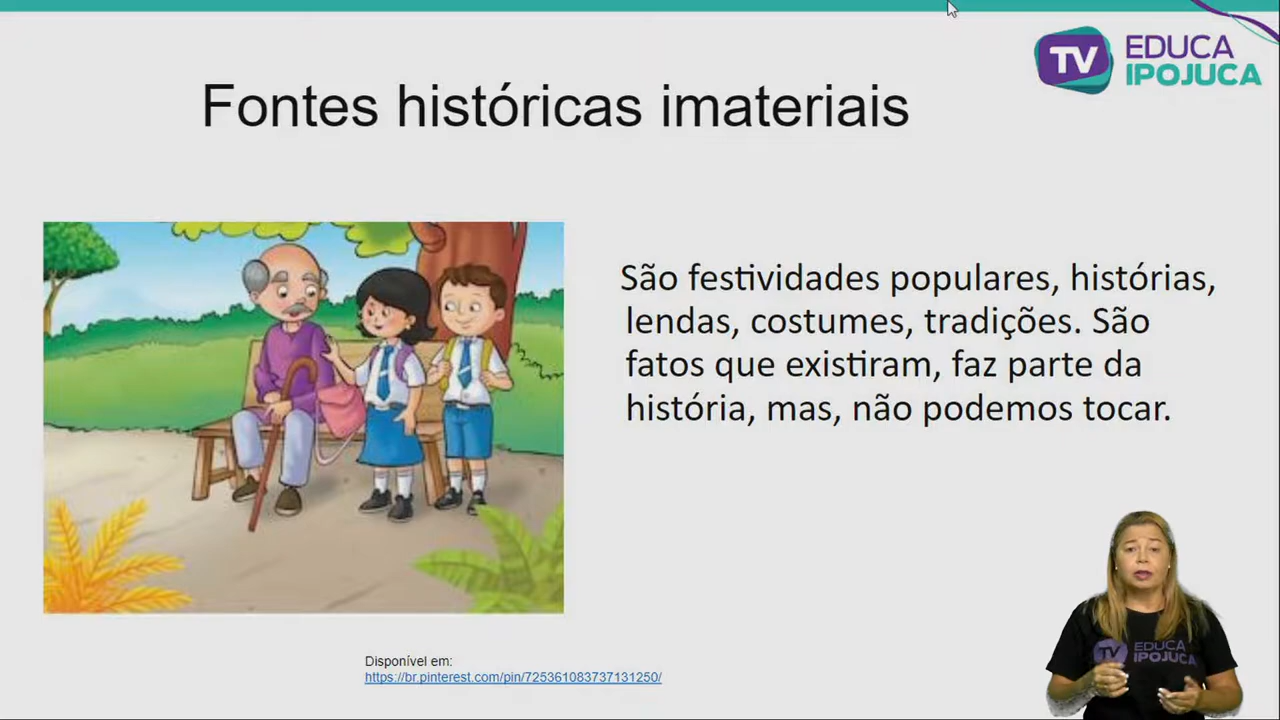 TV EDUCA
IPOJUCA
Fontes históricas imateriais
São festividades populares, histórias,
lendas, costumes, tradições. São
fatos que existiram, faz parte da
história, mas, não podemos tocar.
TV EDUCA
IPOJUCA
Disponível em:
https://br.pinterest.com/pin/725361083737131250/